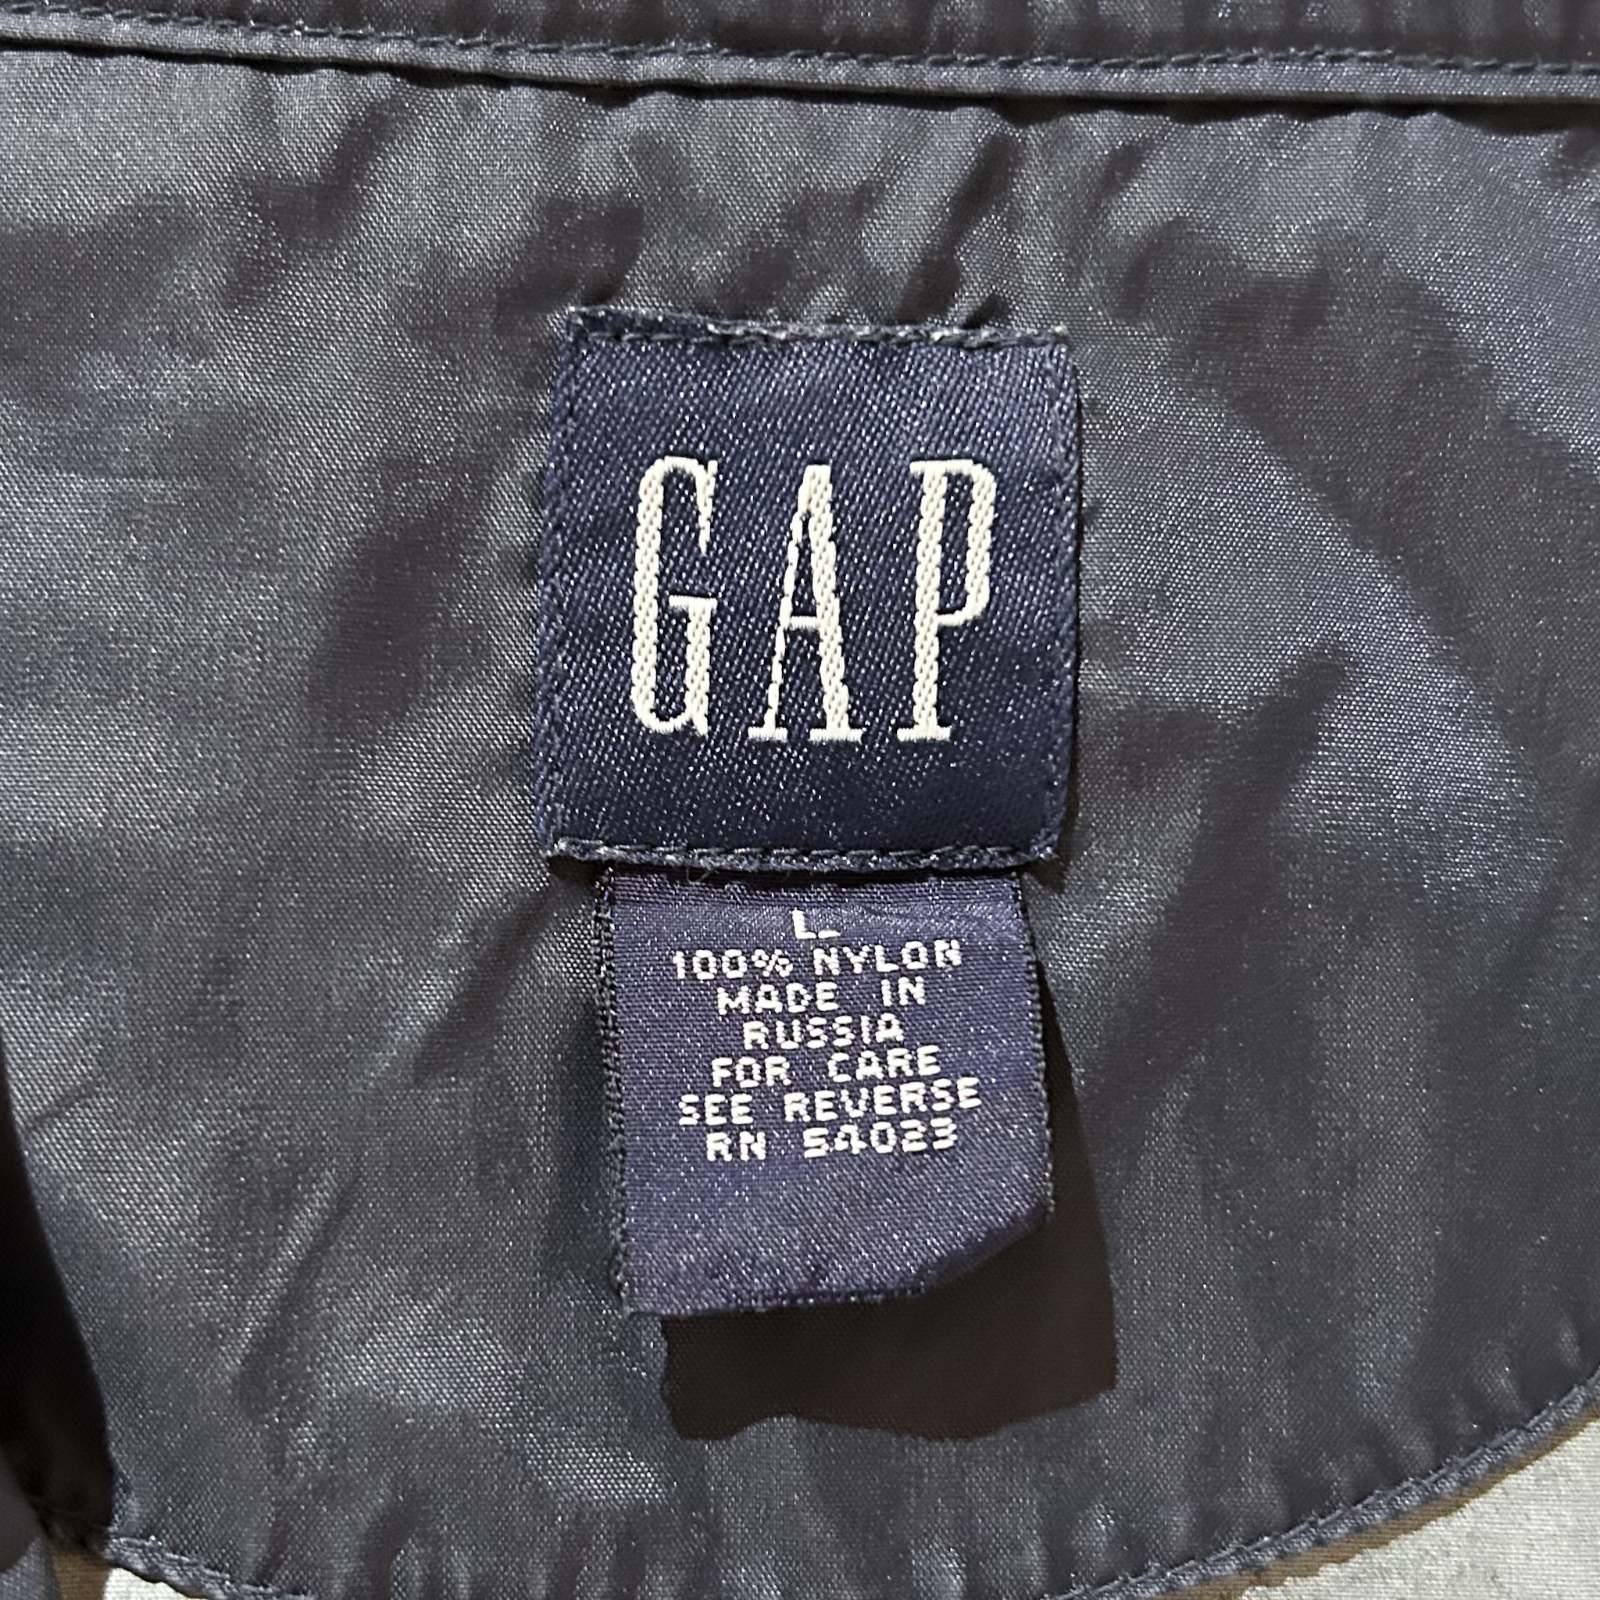 GAP
L
100% NYLON
MADE IN
RUSSIA
FOR CARE
SEE REVERSE
RN 54023